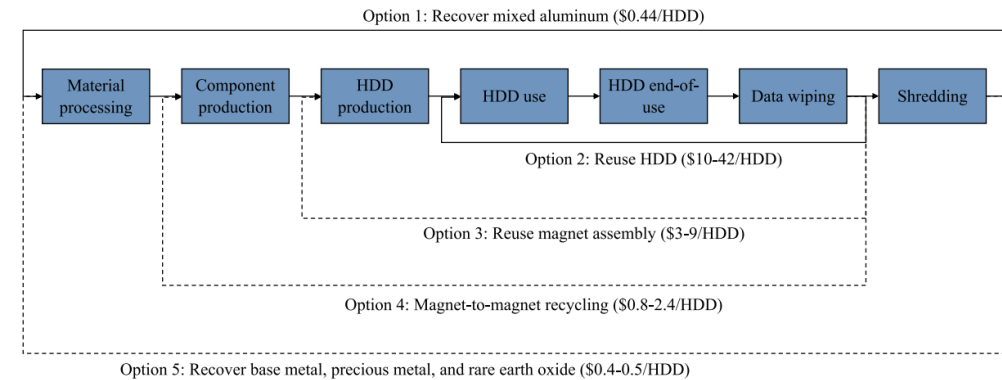 Option 1: Recover mixed aluminum ($0.44/HDD)
Material
processing
Component
production
HDD
production
HDD use
HDD end-of-
use
Data wiping
Shredding
Option 2: Reuse HDD ($10-42/HDD)
Option 3: Reuse magnet assembly ($3-9/HDD)
Option 4: Magnet-to-magnet recycling ($0.8-2.4/HDD)
Option 5: Recover base metal, precious metal, and rare earth oxide ($0.4-0.5/HDD)